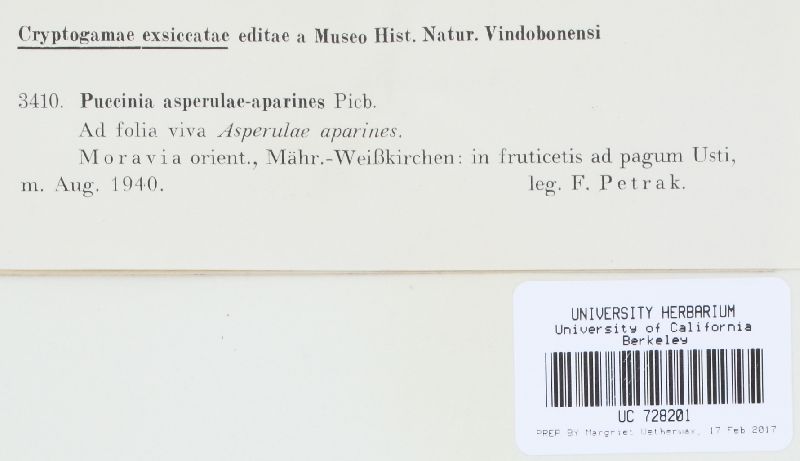 Cryptogamae exsiccatae editae a Museo Hist. Natur. Vindobonensi
3410. Puccinia asperulae-aparines Picb.
Ad folia viva Asperulae aparines.
Moravia orient., Mähr.-Weißkirchen: in fruticetis ad pagum Usti,
m. Aug. 1940. leg. F. Petrak.
UNIVERSITY HERBARIUM
University of California
Berkeley
UC 728201
PREP BY Margriet Wetherwax, 17 Feb 2017